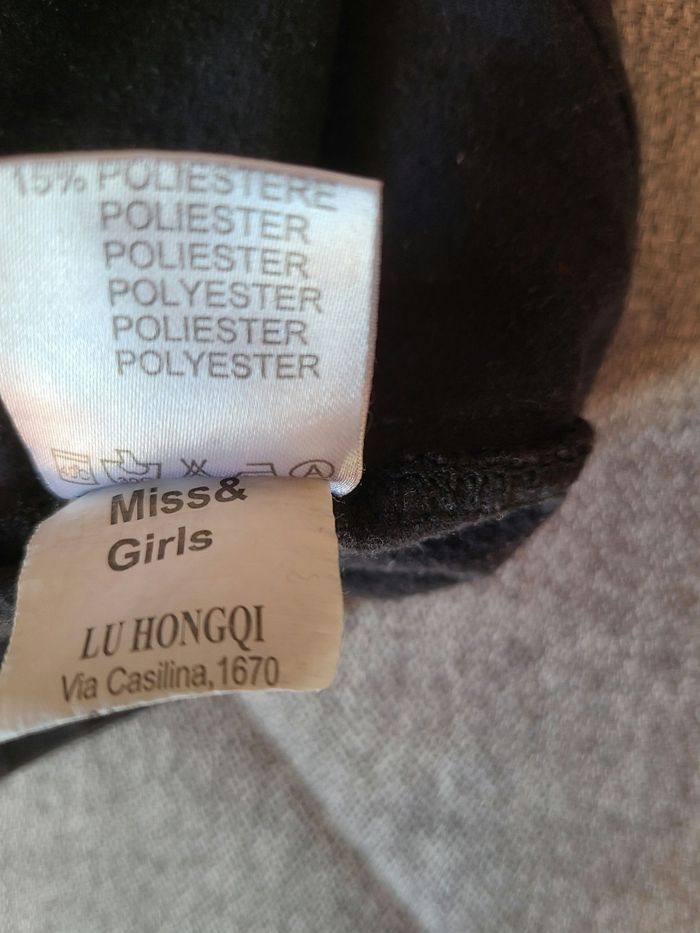 15% POLIESTERE
POLIESTER
POLIESTER
POLYESTER
POLIESTER
POLYESTER
A
Miss&
Girls
LU HONGQI
Via Casilina,1670